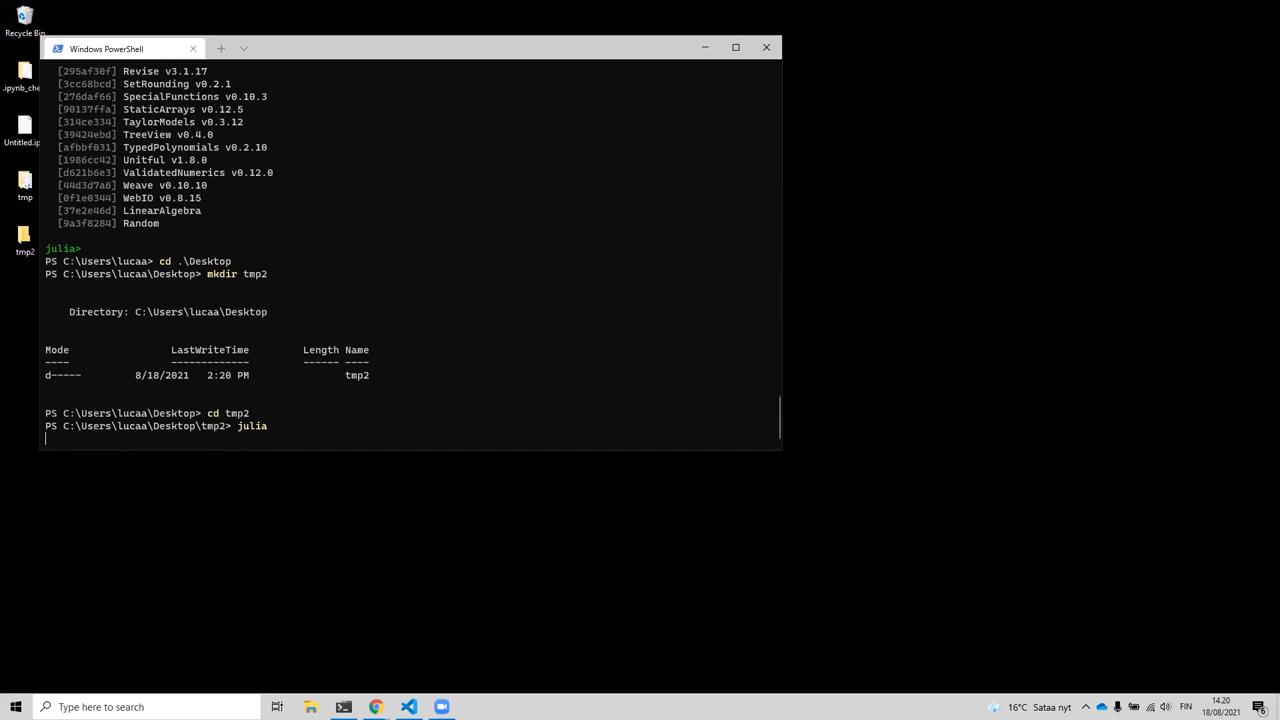 Recycle Bin
.ipynb_che
Untitled.ip
tmp
tmp2
Windows PowerShell
[295af30f] Revise v3.1.17
[3cc68bcd] SetRounding v0.2.1
[276daf66] SpecialFunctions v0.10.3
[90137ffa] StaticArrays v0.12.5
[314ce334] TaylorModels v0.3.12
[39424ebd] TreeView v0.4.0
[afbbf031] TypedPolynomials v0.2.10
[1986cc42] Unitful v1.8.0
[d621b6e3] ValidatedNumerics v0.12.0
[44d3d7a6] Weave v0.10.10
[0f1e0344] WebIO v0.8.15
[37e2e46d] LinearAlgebra
[9a3f8284] Random
julia>
PS C:\Users\lucaa> cd .\Desktop
PS C:\Users\lucaa\Desktop> mkdir tmp2
Directory: C:\Users\lucaa\Desktop
Mode LastWriteTime Length Name
---- ------------- ------ ----
d----- 8/18/2021 2:20 PM tmp2
PS C:\Users\lucaa\Desktop> cd tmp2
PS C:\Users\lucaa\Desktop\tmp2> julia
Type here to search
16°C Sataa nyt
FIN
14.20
18/08/2021